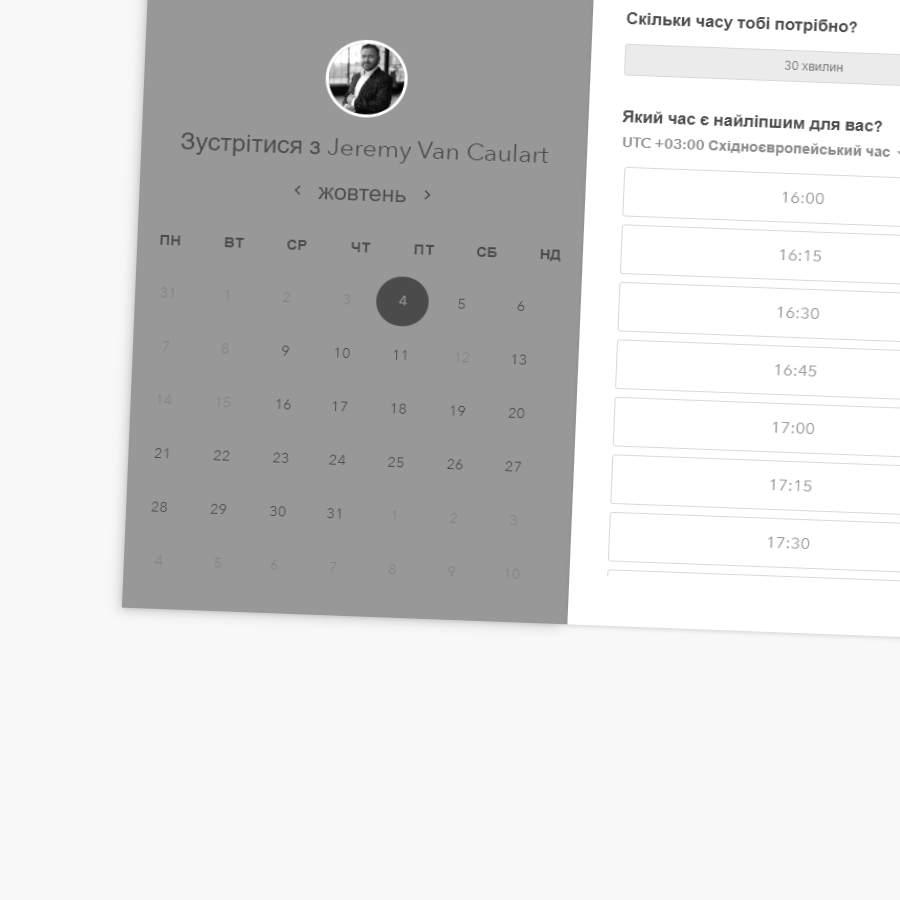 Зустрітися з Jeremy Van Caulart
‹ жовтень ›
ПН ВТ СР ЧТ ПТ СБ НД
31 1 2 3 4 5 6
7 8 9 10 11 12 13
14 15 16 17 18 19 20
21 22 23 24 25 26 27
28 29 30 31 1 2 3
4 5 6 7 8 9 10
Скільки часу тобі потрібно?
30 хвилин
Який час є найліпшим для вас?
UTC +03:00 Східноєвропейський час
16:00
16:15
16:30
16:45
17:00
17:15
17:30